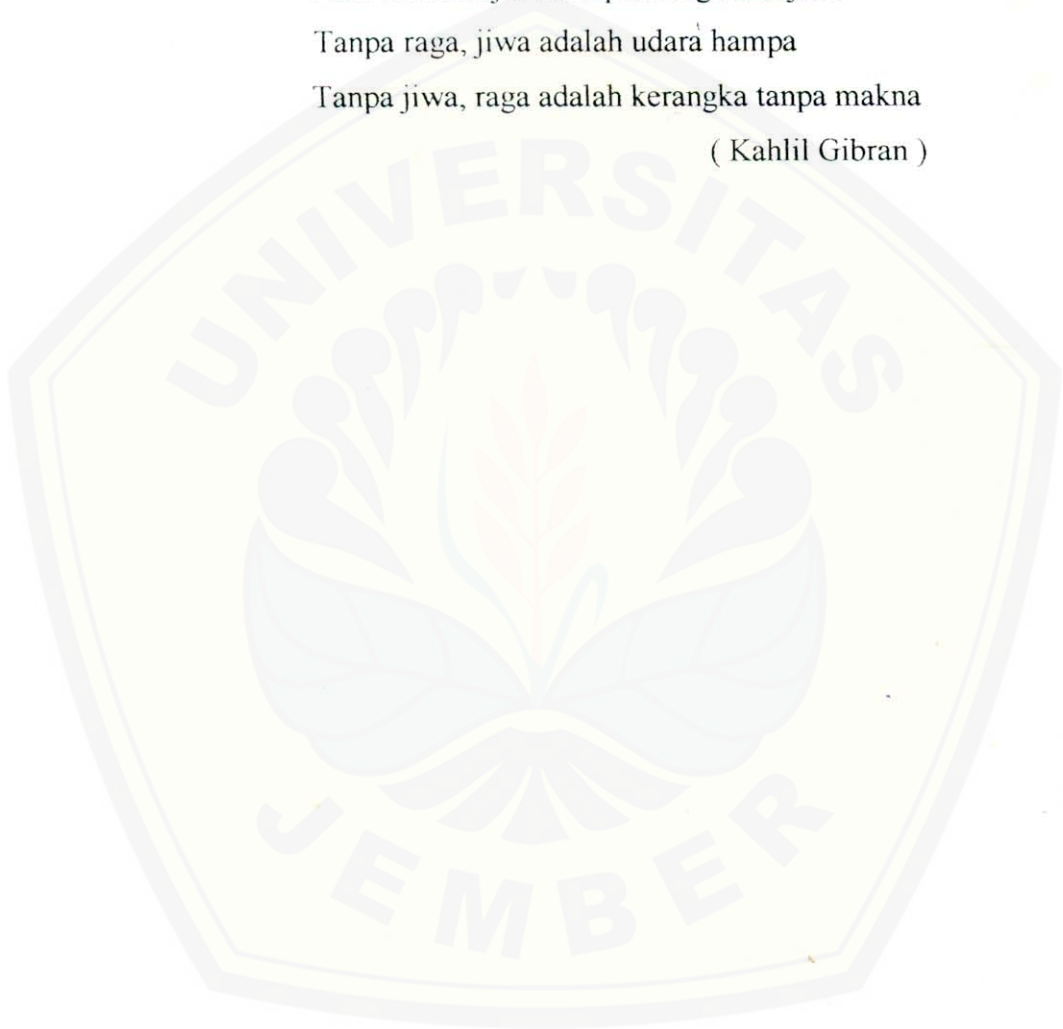 Tanpa raga, jiwa adalah udara hampa
Tanpa jiwa, raga adalah kerangka tanpa makna
( Kahlil Gibran )
UNIVERSITAS
JEMBER